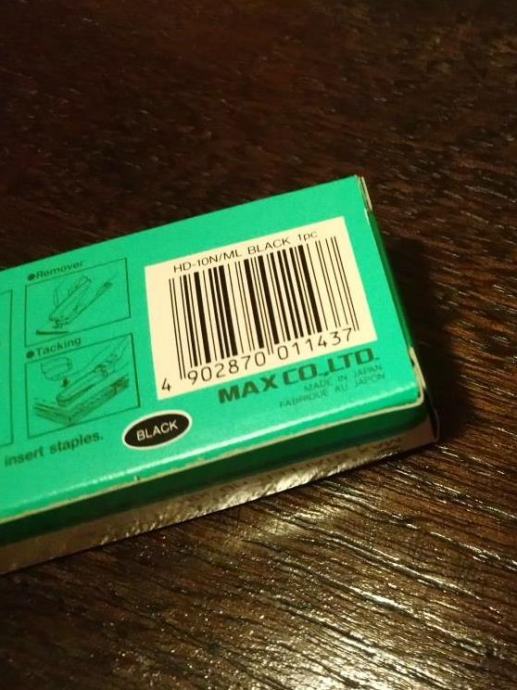 ●Remover
●Tacking
insert staples.
BLACK
HD-10N/ML BLACK 1pc
4 902870 011437
MAX CO., LTD.
MADE IN JAPAN
FABRIQUE AU JAPON